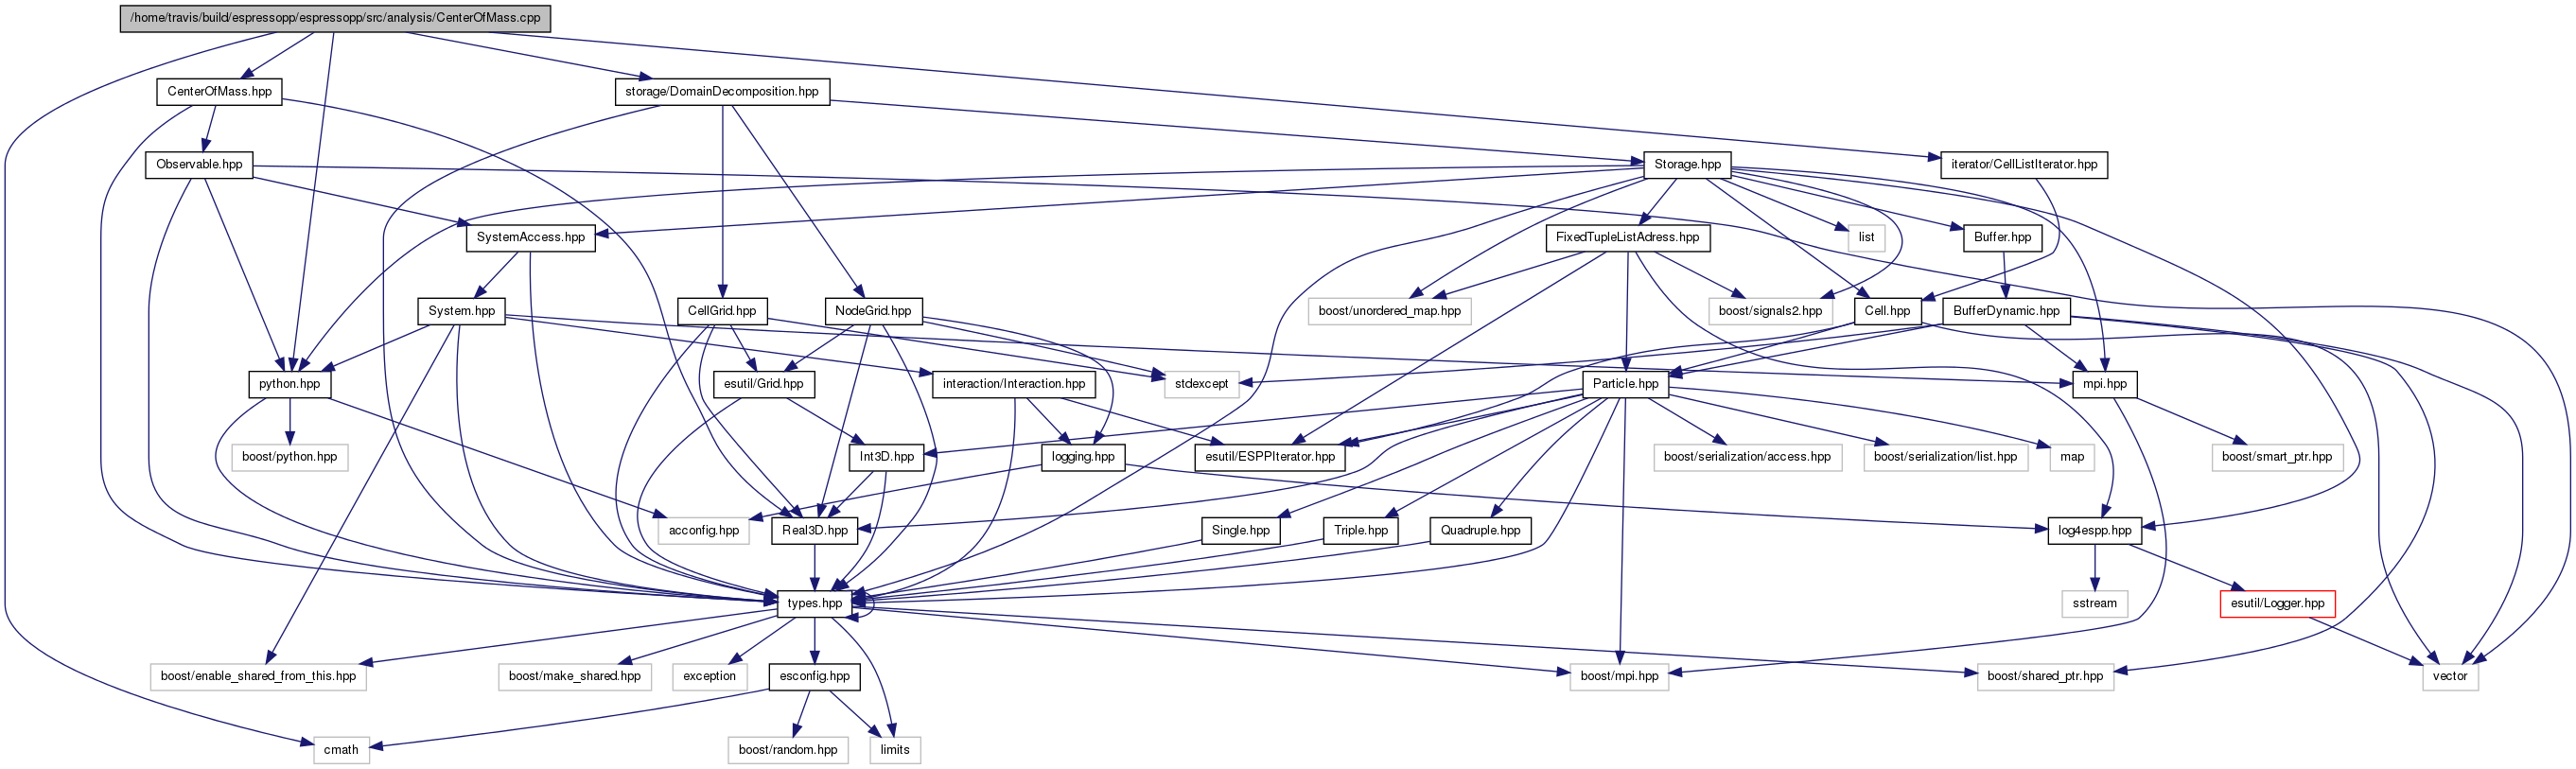 /home/travis/build/espressopp/espressopp/src/analysis/CenterOfMass.cpp
CenterOfMass.hpp
storage/DomainDecomposition.hpp
Observable.hpp
Storage.hpp
iterator/CellListIterator.hpp
SystemAccess.hpp
FixedTupleListAdress.hpp
list
Buffer.hpp
System.hpp
CellGrid.hpp
NodeGrid.hpp
boost/unordered_map.hpp
boost/signals2.hpp
Cell.hpp
BufferDynamic.hpp
python.hpp
esutil/Grid.hpp
interaction/Interaction.hpp
stdexcept
Particle.hpp
mpi.hpp
boost/python.hpp
Int3D.hpp
logging.hpp
esutil/ESPPIterator.hpp
boost/serialization/access.hpp
boost/serialization/list.hpp
map
boost/smart_ptr.hpp
acconfig.hpp
Real3D.hpp
Single.hpp
Triple.hpp
Quadruple.hpp
log4espp.hpp
types.hpp
sstream
esutil/Logger.hpp
boost/enable_shared_from_this.hpp
boost/make_shared.hpp
exception
esconfig.hpp
boost/mpi.hpp
boost/shared_ptr.hpp
vector
cmath
boost/random.hpp
limits